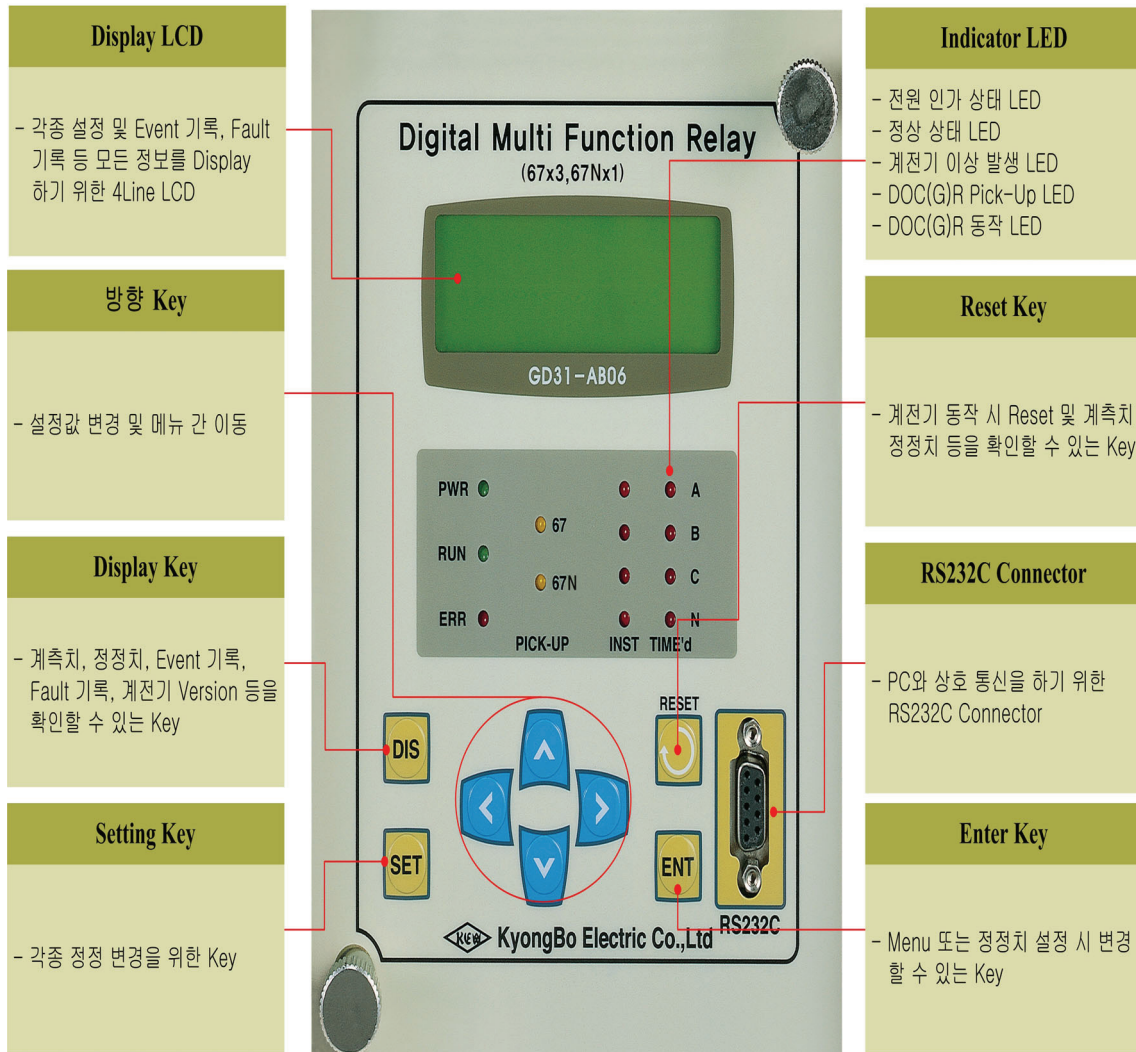 Display LCD
- 각종 설정 및 Event 기록, Fault
기록 등 모든 정보를 Display
하기 위한 4Line LCD
방향 Key
- 설정값 변경 및 메뉴 간 이동
Display Key
- 계측치, 정정치, Event 기록,
Fault 기록, 계전기 Version 등을
확인할 수 있는 Key
Setting Key
- 각종 정정 변경을 위한 Key
Digital Multi Function Relay
(67x3,67Nx1)
GD31-AB06
PWR
RUN
ERR
67
67N
PICK-UP
INST
TIME'd
A
B
C
N
DIS
SET
RESET
ENT
RS232C
KEW
KyongBo Electric Co.,Ltd
Indicator LED
- 전원 인가 상태 LED
- 정상 상태 LED
- 계전기 이상 발생 LED
- DOC(G)R Pick-Up LED
- DOC(G)R 동작 LED
Reset Key
- 계전기 동작 시 Reset 및 계측치
정정치 등을 확인할 수 있는 Key
RS232C Connector
- PC와 상호 통신을 하기 위한
RS232C Connector
Enter Key
- Menu 또는 정정치 설정 시 변경
할 수 있는 Key